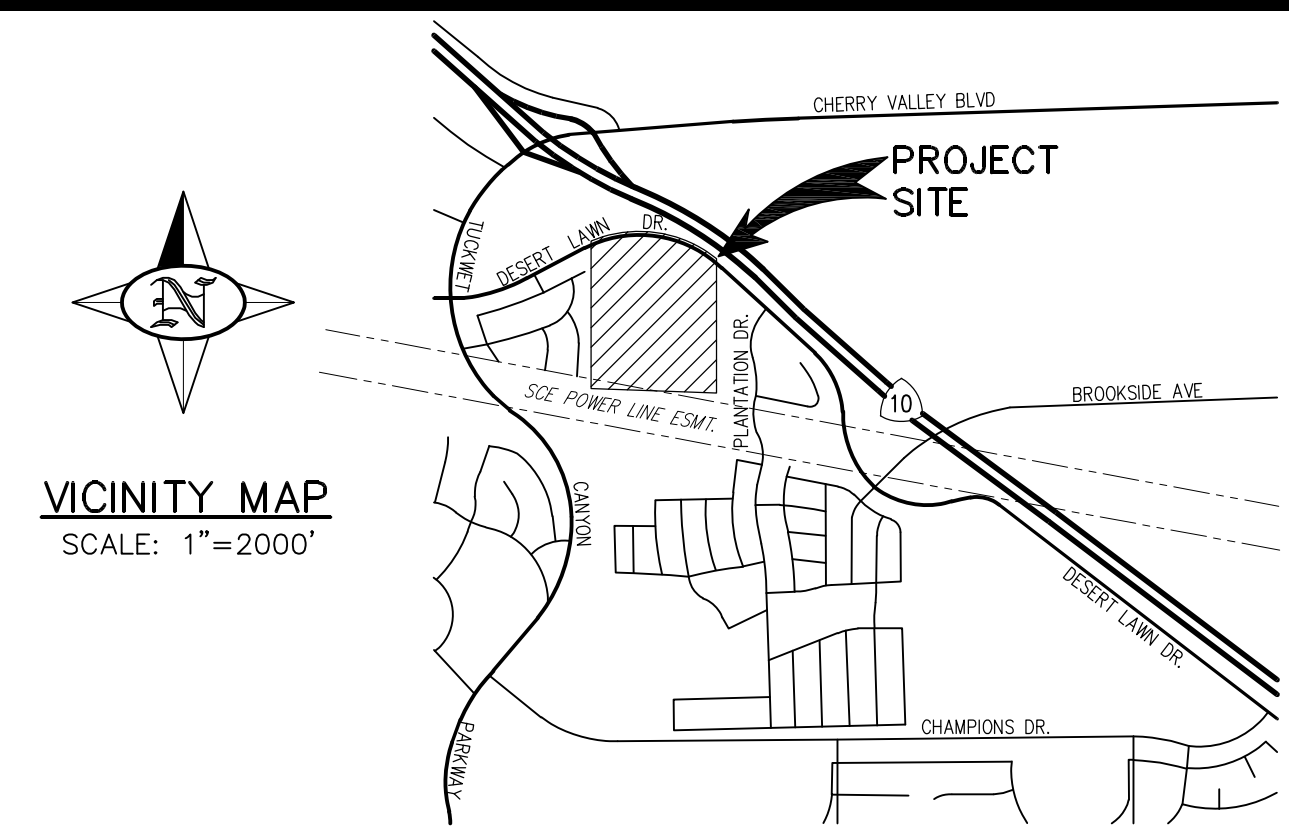 CHERRY VALLEY BLVD
PROJECT
SITE
TUCKWET
DESERT LAWN DR.
N
PLANTATION DR.
SCE POWER LINE ESMT.
10
BROOKSIDE AVE
VICINITY MAP
SCALE: 1"=2000'
CANYON
DESERT LAWN DR.
CHAMPIONS DR.
PARKWAY